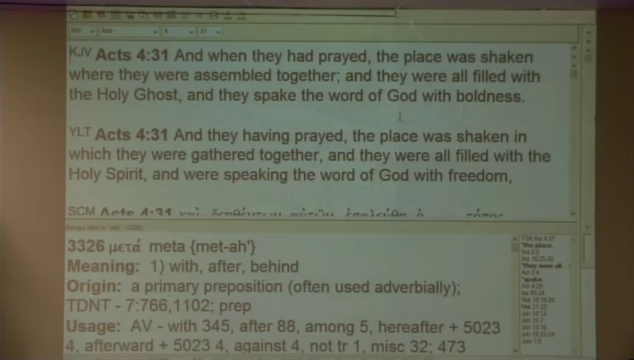 KJV Acts 4:31 And when they had prayed, the place was shaken
where they were assembled together; and they were all filled with
the Holy Ghost, and they spake the word of God with boldness.
YLT Acts 4:31 And they having prayed, the place was shaken in
which they were gathered together, and they were all filled with the
Holy Spirit, and were speaking the word of God with freedom,
SCM Acts 4:31
3326 μετά meta {met-ah'}
Meaning: 1) with, after, behind
Origin: a primary preposition (often used adverbially);
TDNT - 7:766,1102; prep
Usage: AV - with 345, after 88, among 5, hereafter + 5023
4, afterward + 5023 4, against 4, not tr 1, misc 32; 473